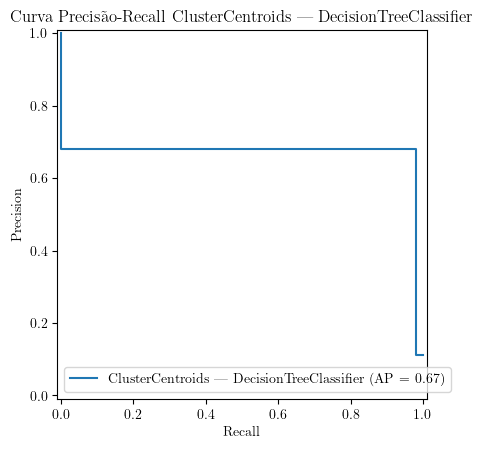 Curva Precisão-Recall ClusterCentroids — DecisionTreeClassifier
1.0
0.8
0.6
0.4
0.2
0.0
Precision
ClusterCentroids — DecisionTreeClassifier (AP = 0.67)
0.0 0.2 0.4 0.6 0.8 1.0
Recall